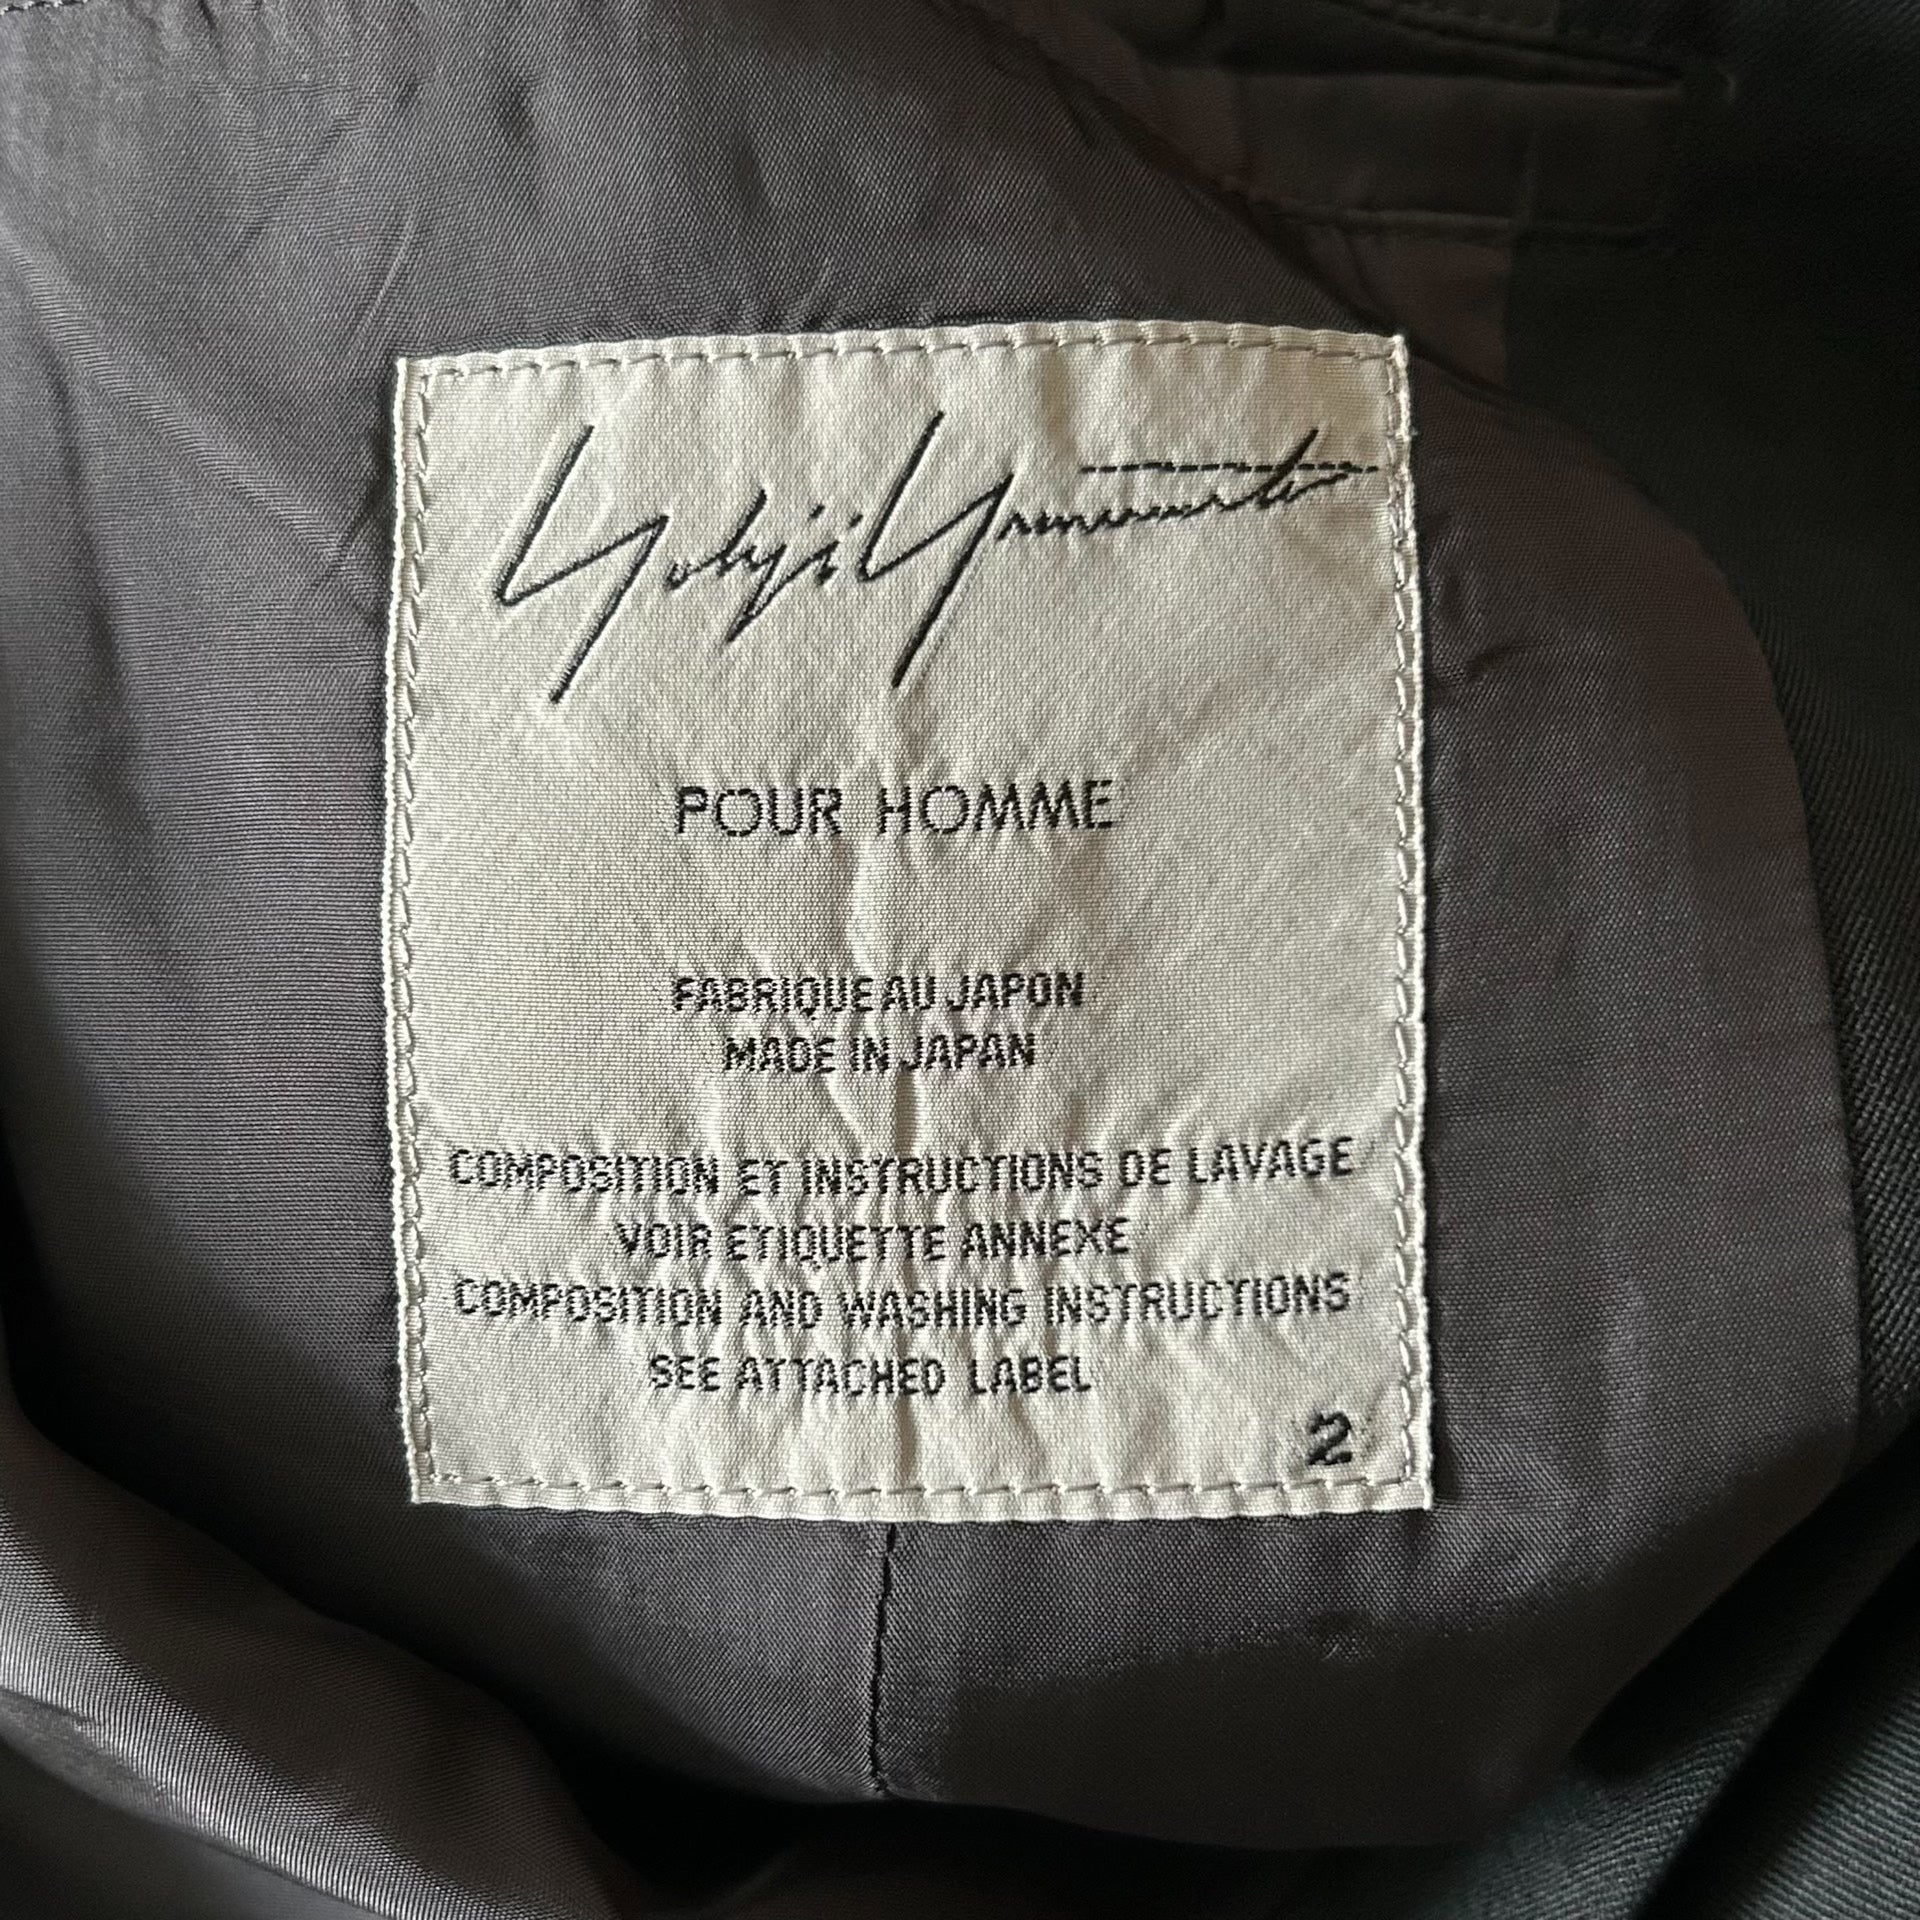 Yohji Yamamoto
POUR HOMME
FABRIQUE AU JAPON
MADE IN JAPAN
COMPOSITION ET INSTRUCTIONS DE LAVAGE
VOIR ETIQUETTE ANNEXE
COMPOSITION AND WASHING INSTRUCTIONS
SEE ATTACHED LABEL
2